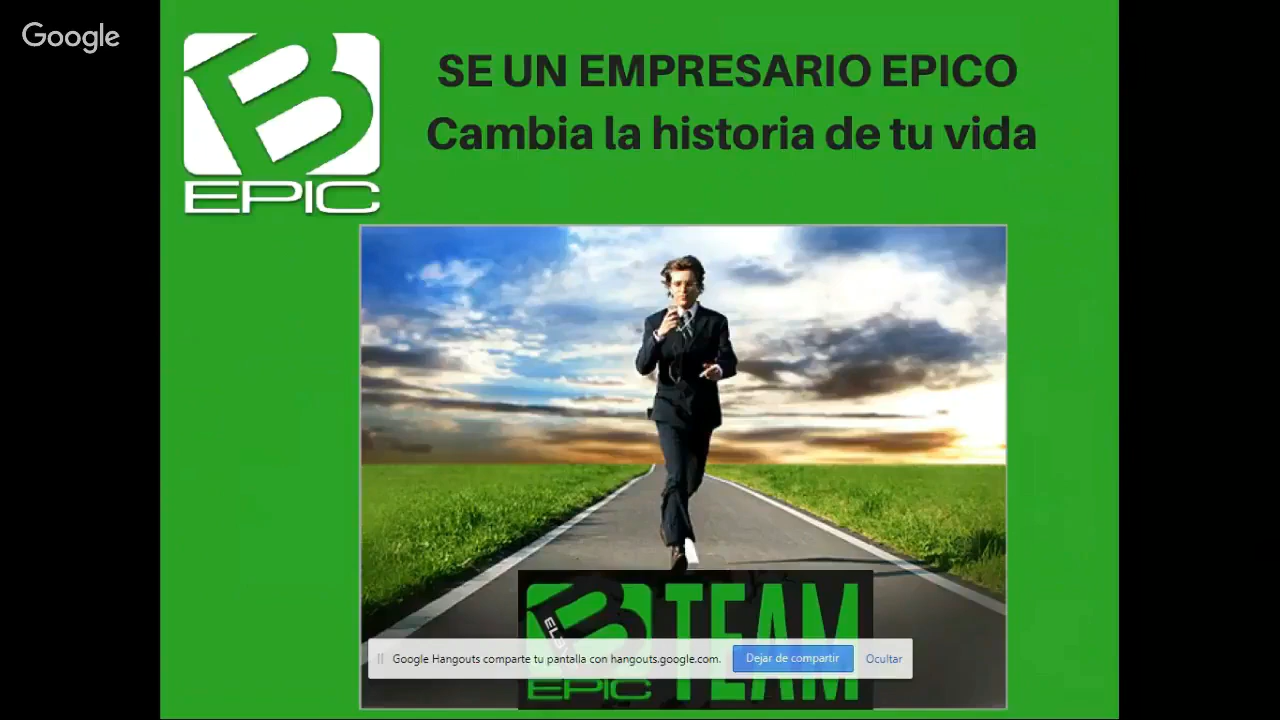 Google
B
EPIC
SE UN EMPRESARIO EPICO
Cambia la historia de tu vida
B TEAM
Google Hangouts comparte tu pantalla con hangouts.google.com.
Dejar de compartir
Ocultar
EPIC